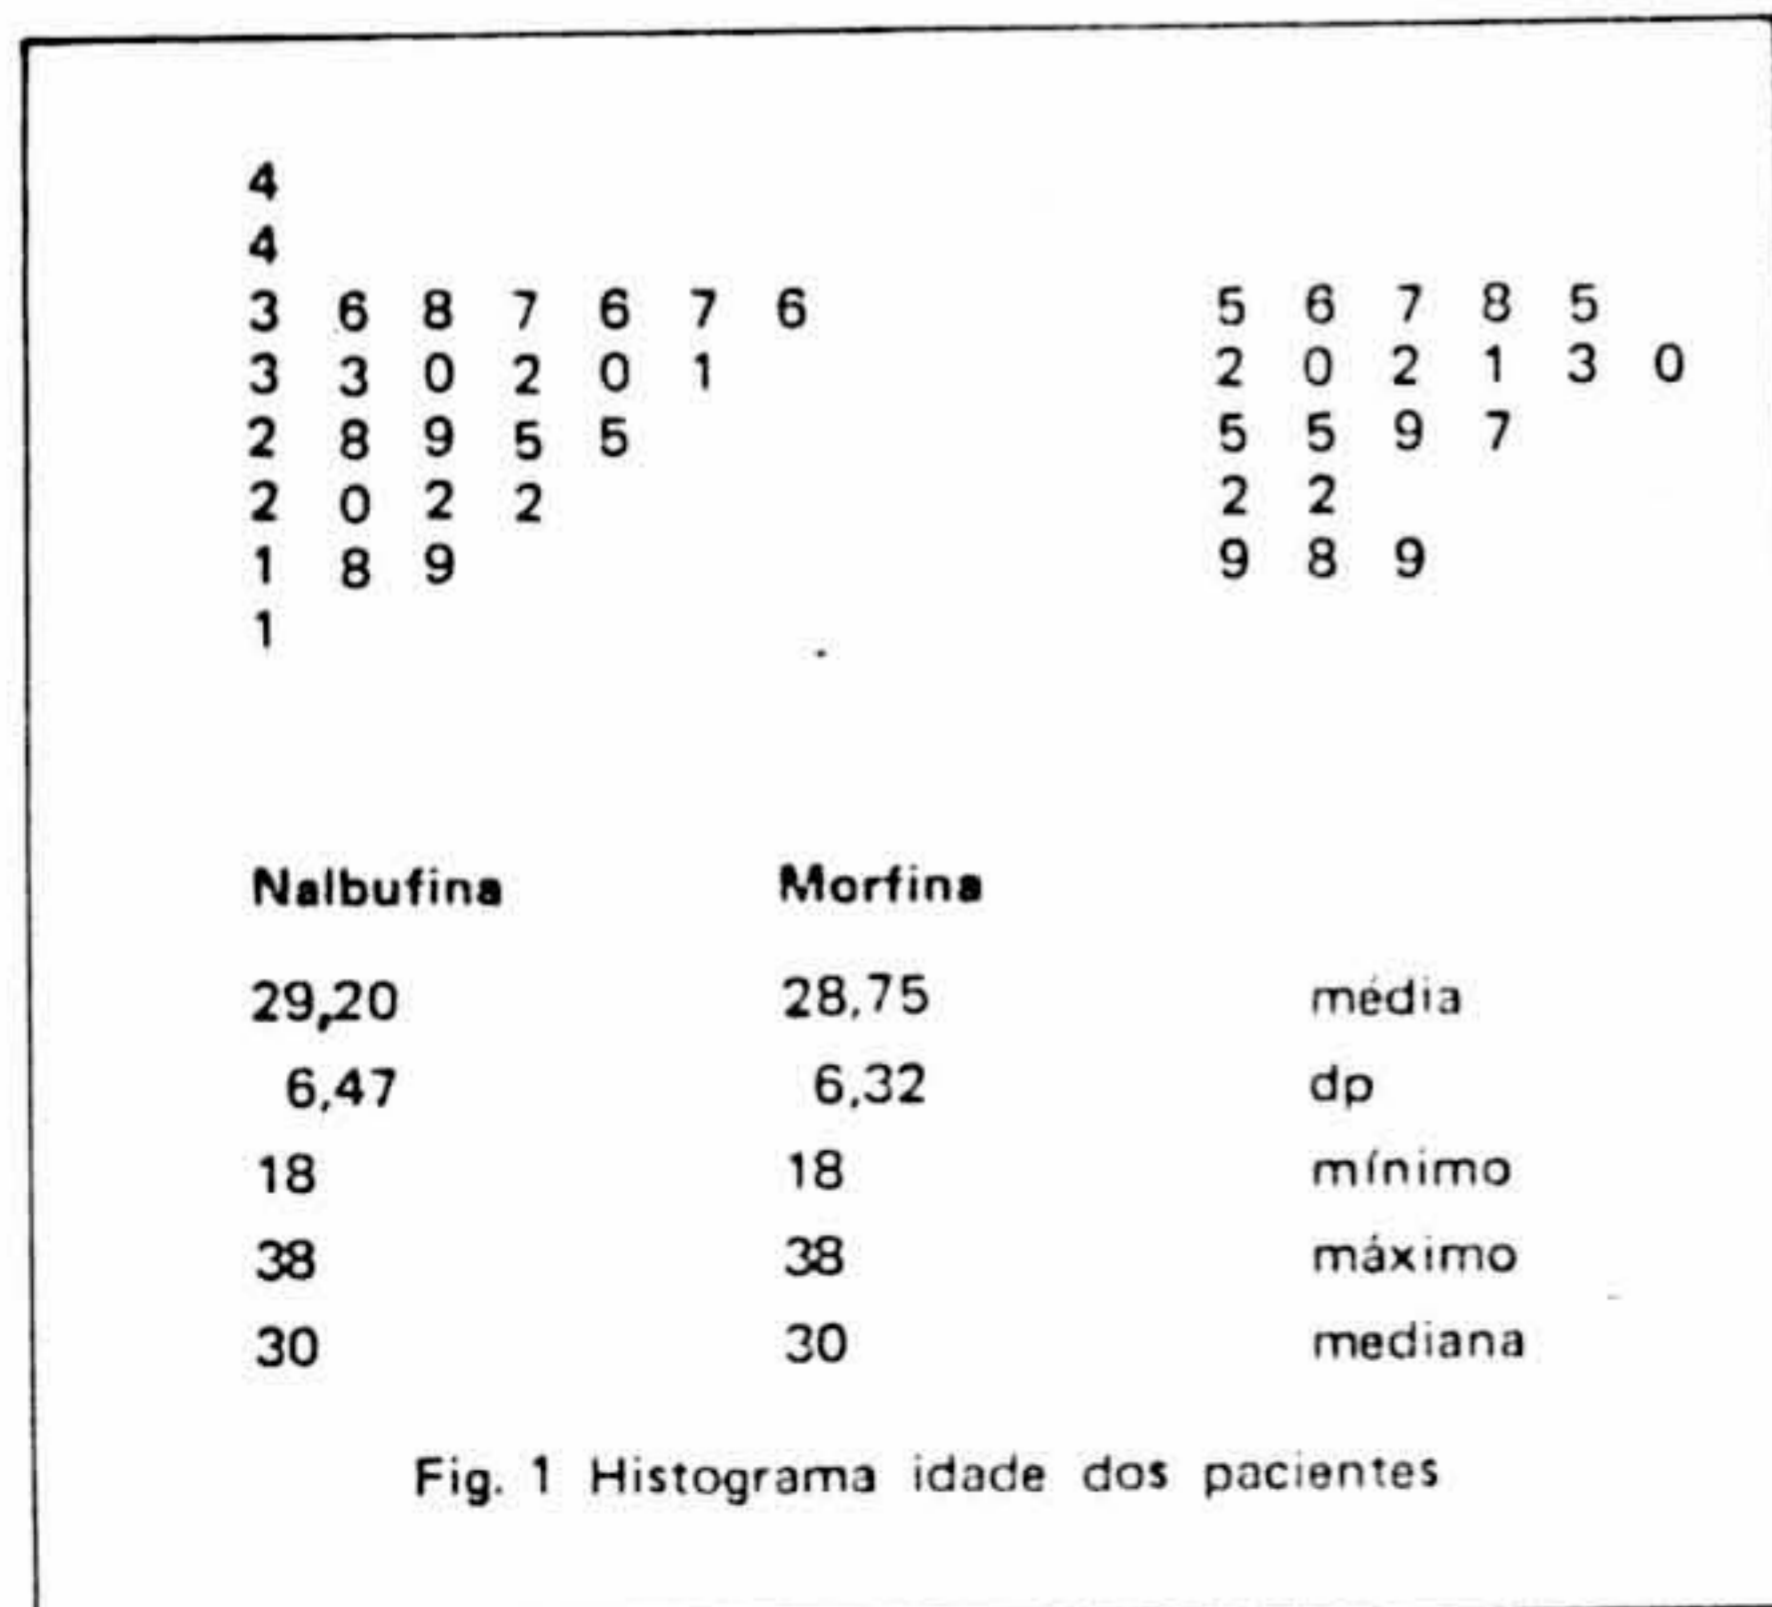 4
4
3 6 8 7 6 7 6 5 6 7 8 5
3 3 0 2 0 1 2 0 2 1 3 0
2 8 9 5 5 5 5 9 7
2 0 2 2 2 2
1 8 9 9 8 9
1
Nalbufina Morfina
29,20 28,75 média
6,47 6,32 dp
18 18 mínimo
38 38 máximo
30 30 mediana
Fig. 1 Histograma idade dos pacientes